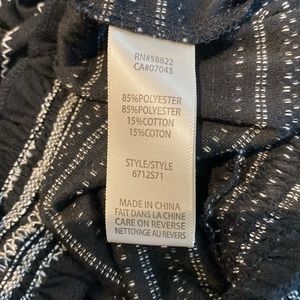 RN#58822
CA#07043
85%POLYESTER
85%POLYESTER
15%COTTON
15%COTON
STYLE/STYLE
6712571
MADE IN CHINA
FAIT DANS LA CHINE
CARE ON REVERSE
NETTOYAGE AU REVERS